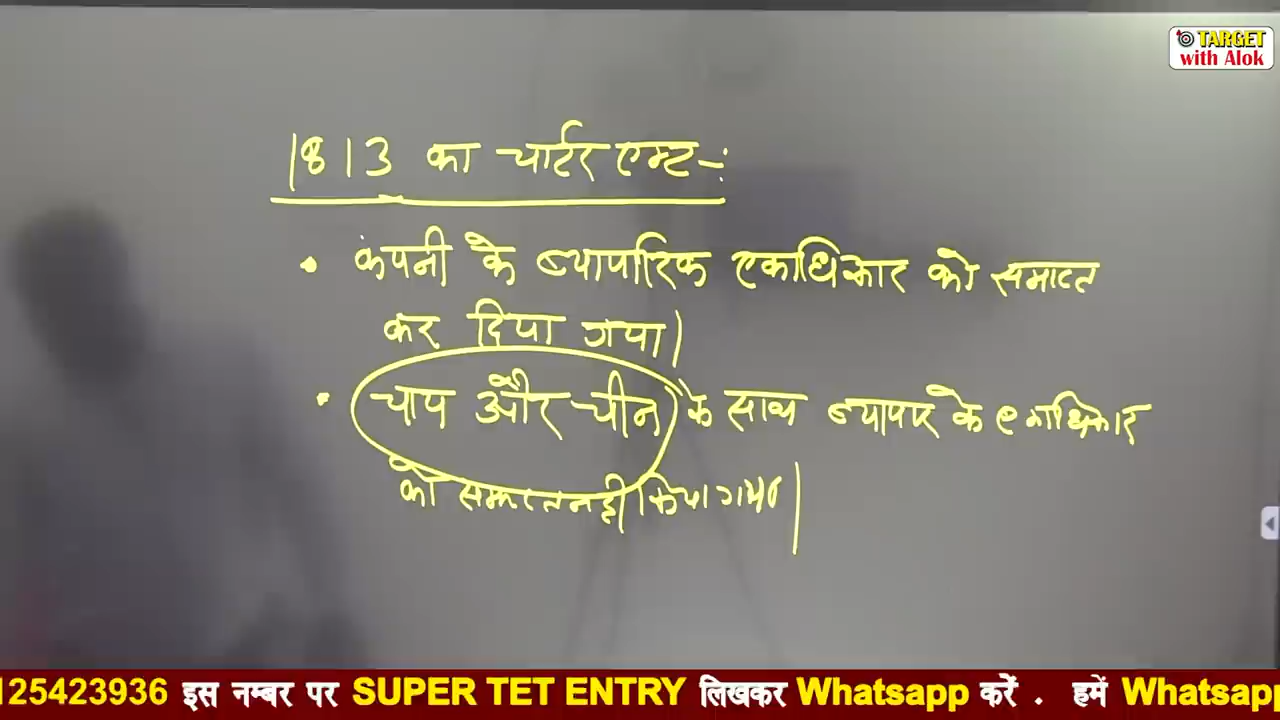 TARGET
with Alok
1813 का चार्टर एक्ट-:
• कंपनी के व्यापारिक एकाधिकार को समाप्त
कर दिया गया|
• चाय और चीन के साथ व्यापार के एकाधिकार
को समाप्त नहीं किया गया|
125423936 इस नम्बर पर SUPER TET ENTRY लिखकर Whatsapp करें . हमें Whatsapp